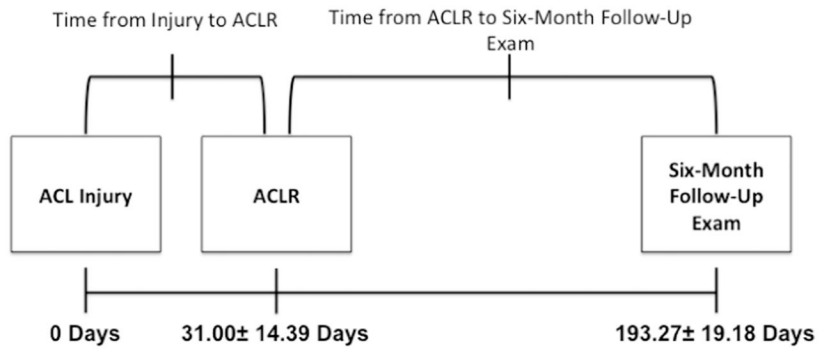 Time from Injury to ACLR
Time from ACLR to Six-Month Follow-Up
Exam
ACL Injury
ACLR
Six-Month
Follow-Up
Exam
0 Days
31.00± 14.39 Days
193.27± 19.18 Days